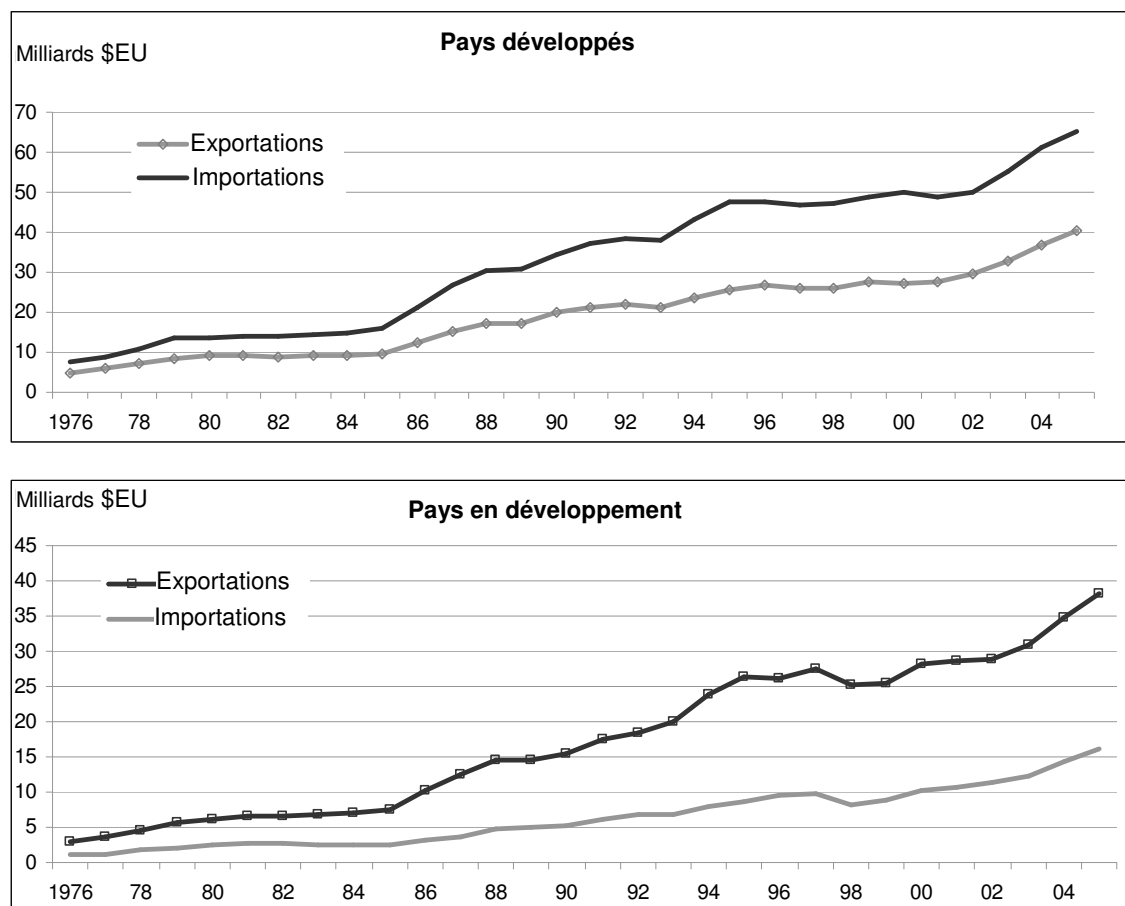 Pays développés
Milliards $EU
70
Exportations
60
Importations
50
40
30
20
10
0
1976 78 80 82 84 86 88 90 92 94 96 98 00 02 04
Milliards $EU
Pays en développement
45
40
Exportations
35
Importations
30
25
20
15
10
5
0
1976 78 80 82 84 86 88 90 92 94 96 98 00 02 04